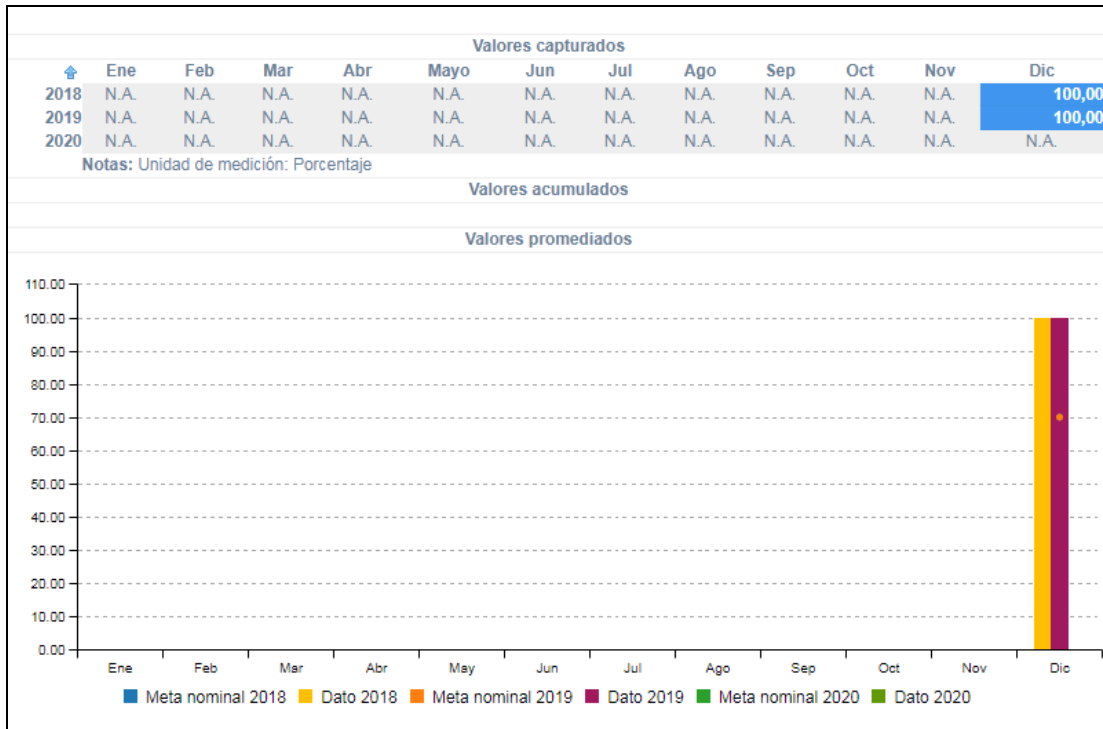 Valores capturados
Ene Feb Mar Abr Mayo Jun Jul Ago Sep Oct Nov Dic
2018 N.A. N.A. N.A. N.A. N.A. N.A. N.A. N.A. N.A. N.A. N.A. 100,00
2019 N.A. N.A. N.A. N.A. N.A. N.A. N.A. N.A. N.A. N.A. N.A. 100,00
2020 N.A. N.A. N.A. N.A. N.A. N.A. N.A. N.A. N.A. N.A. N.A. N.A.
Notas: Unidad de medición: Porcentaje
Valores acumulados
Valores promediados
110.00
100.00
90.00
80.00
70.00
60.00
50.00
40.00
30.00
20.00
10.00
0.00
Ene Feb Mar Abr May Jun Jul Ago Sep Oct Nov Dic
Meta nominal 2018 Dato 2018 Meta nominal 2019 Dato 2019 Meta nominal 2020 Dato 2020